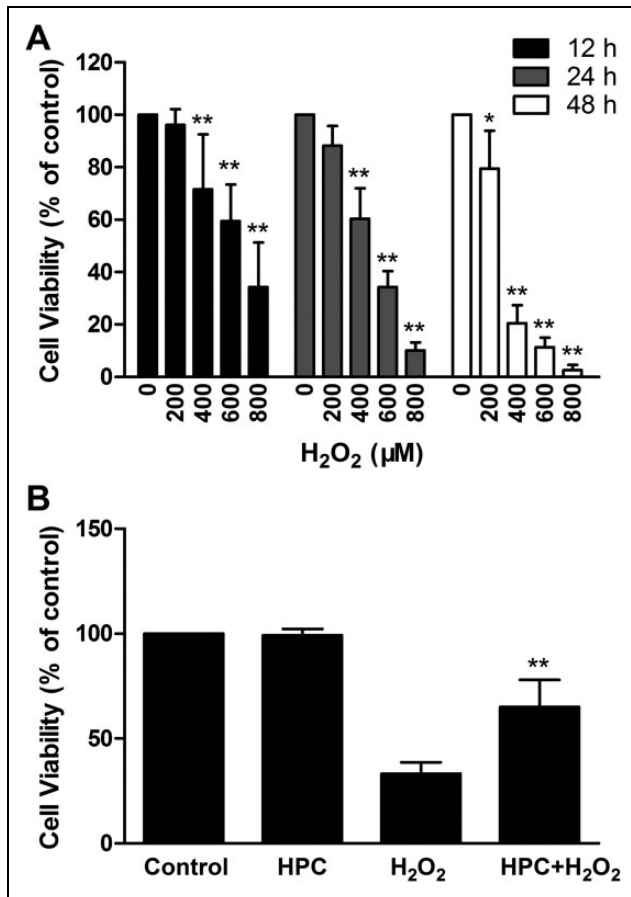 A
12 h
24 h
48 h
Cell Viability (% of control)
120
100
80
60
40
20
0
** ** **
** ** **
* ** ** **
0 200 400 600 800
0 200 400 600 800
0 200 400 600 800
H₂O₂ (µM)
B
Cell Viability (% of control)
150
100
50
0
**
Control HPC H₂O₂ HPC+H₂O₂